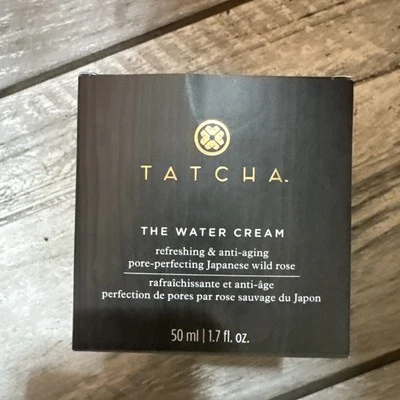 TATCHA™
THE WATER CREAM
refreshing & anti-aging
pore-perfecting Japanese wild rose
rafraîchissante et anti-âge
perfection de pores par rose sauvage du Japon
50 ml | 1.7 fl. oz.